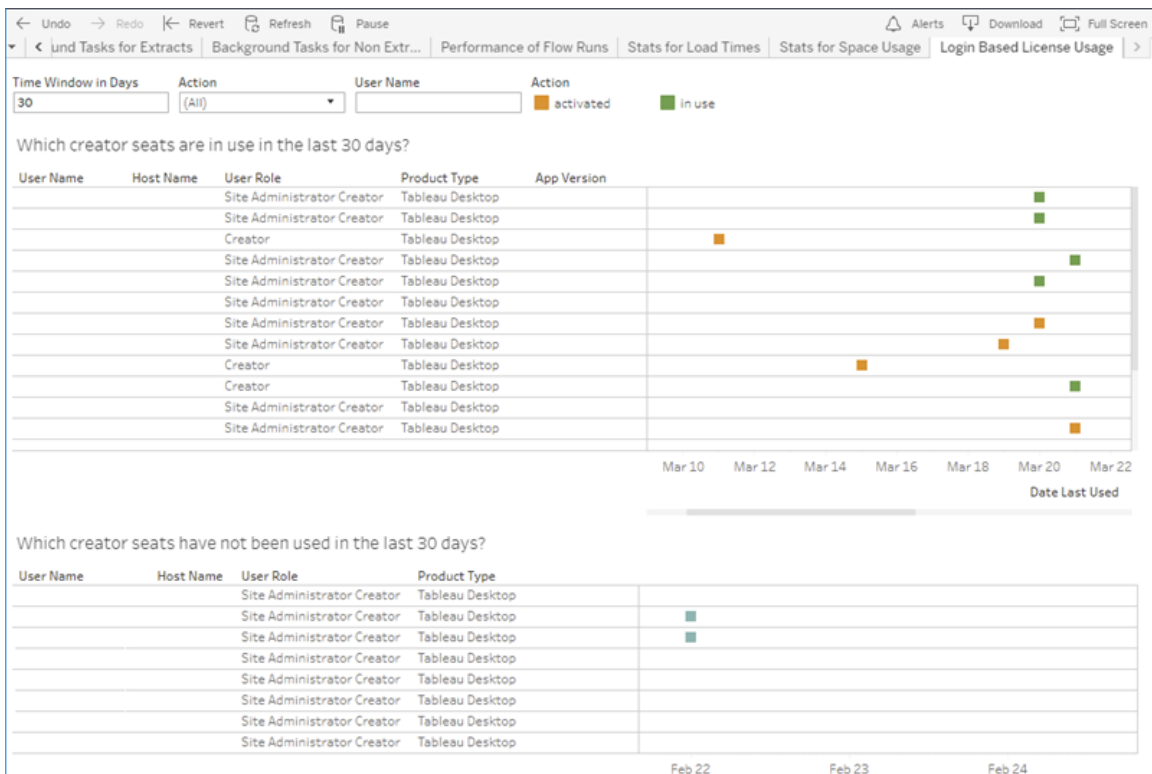 Undo Redo Revert Refresh Pause Alerts Download Full Screen
und Tasks for Extracts Background Tasks for Non Extr... Performance of Flow Runs Stats for Load Times Stats for Space Usage Login Based License Usage
Time Window in Days Action User Name Action
30 (All) activated in use
Which creator seats are in use in the last 30 days?
User Name Host Name User Role Product Type App Version
Site Administrator Creator Tableau Desktop
Site Administrator Creator Tableau Desktop
Creator Tableau Desktop
Site Administrator Creator Tableau Desktop
Site Administrator Creator Tableau Desktop
Site Administrator Creator Tableau Desktop
Site Administrator Creator Tableau Desktop
Site Administrator Creator Tableau Desktop
Creator Tableau Desktop
Creator Tableau Desktop
Site Administrator Creator Tableau Desktop
Site Administrator Creator Tableau Desktop
Mar 10 Mar 12 Mar 14 Mar 16 Mar 18 Mar 20 Mar 22
Date Last Used
Which creator seats have not been used in the last 30 days?
User Name Host Name User Role Product Type
Site Administrator Creator Tableau Desktop
Site Administrator Creator Tableau Desktop
Site Administrator Creator Tableau Desktop
Site Administrator Creator Tableau Desktop
Site Administrator Creator Tableau Desktop
Site Administrator Creator Tableau Desktop
Site Administrator Creator Tableau Desktop
Site Administrator Creator Tableau Desktop
Feb 22 Feb 23 Feb 24